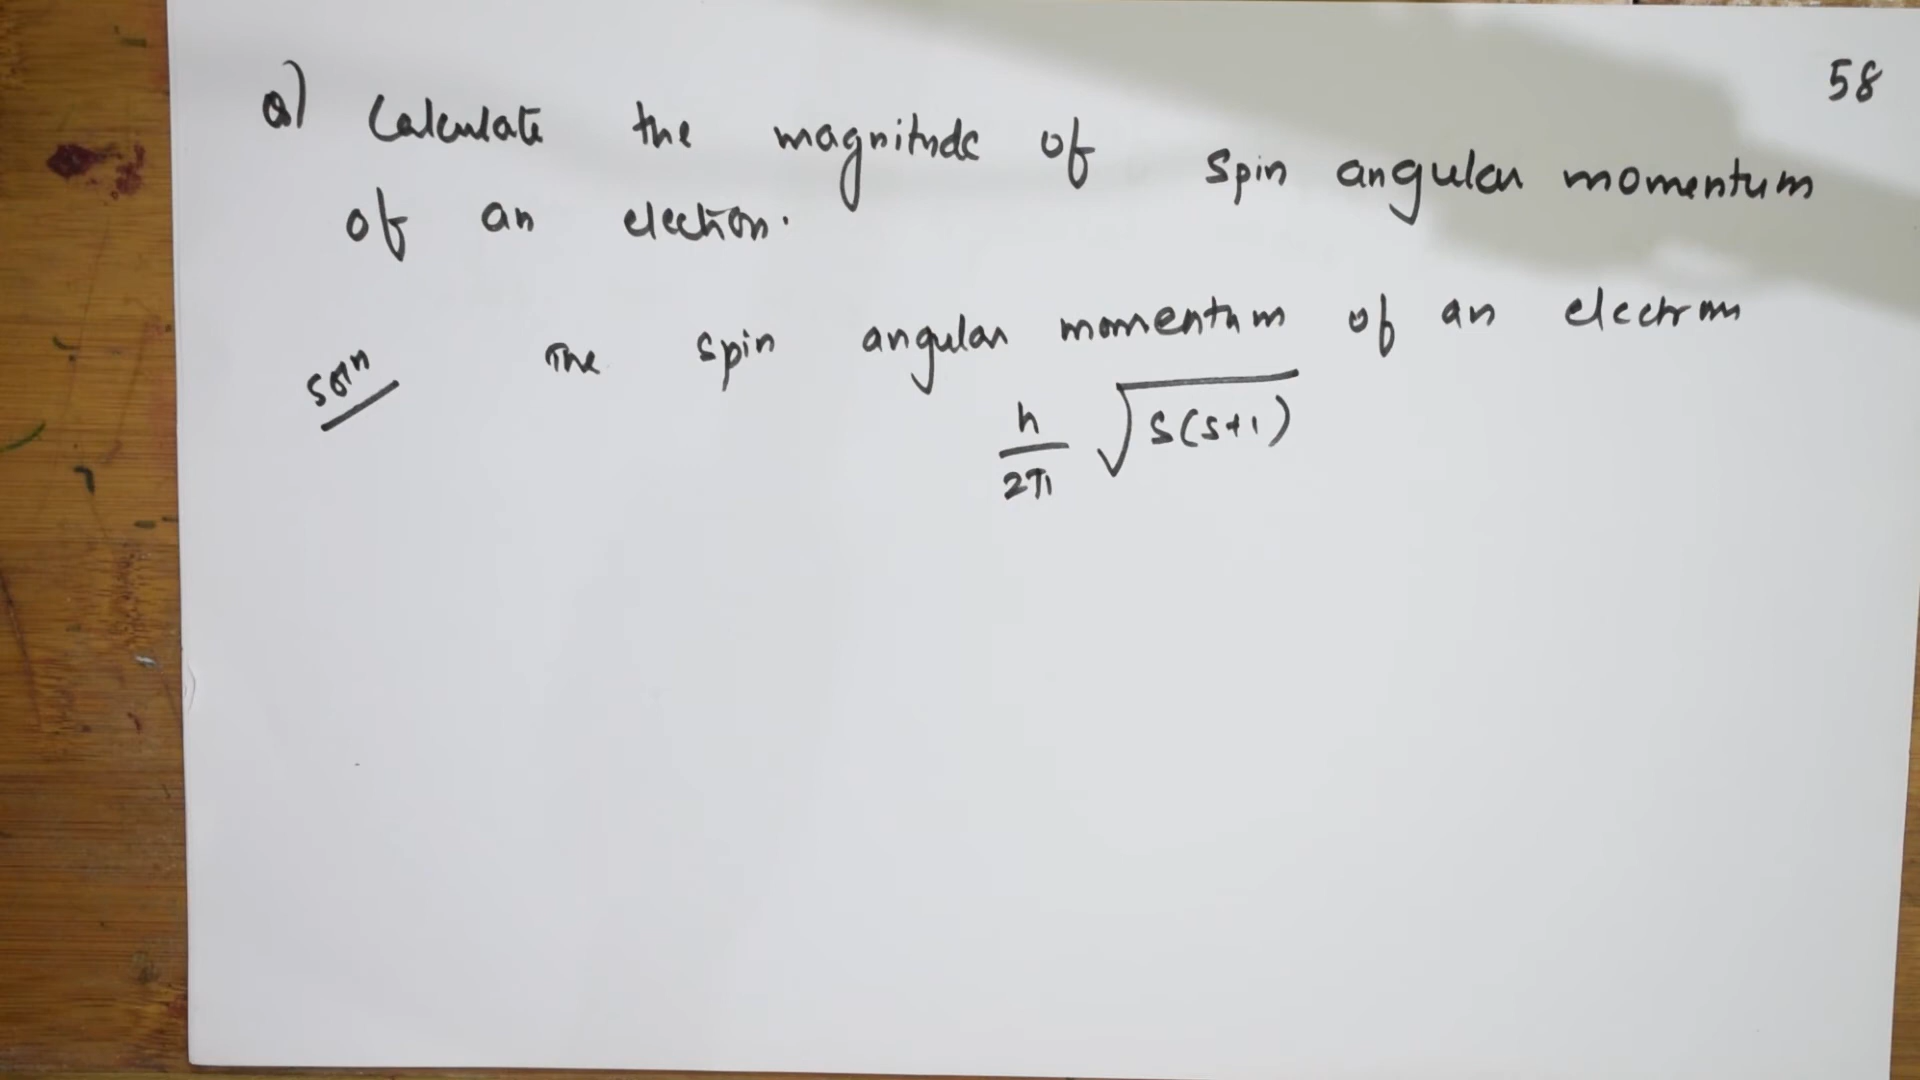 58
Q) Calculate the magnitude of spin angular momentum
of an electron.
Soln The spin angular momentum of an electron
h/2π √s(s+1)